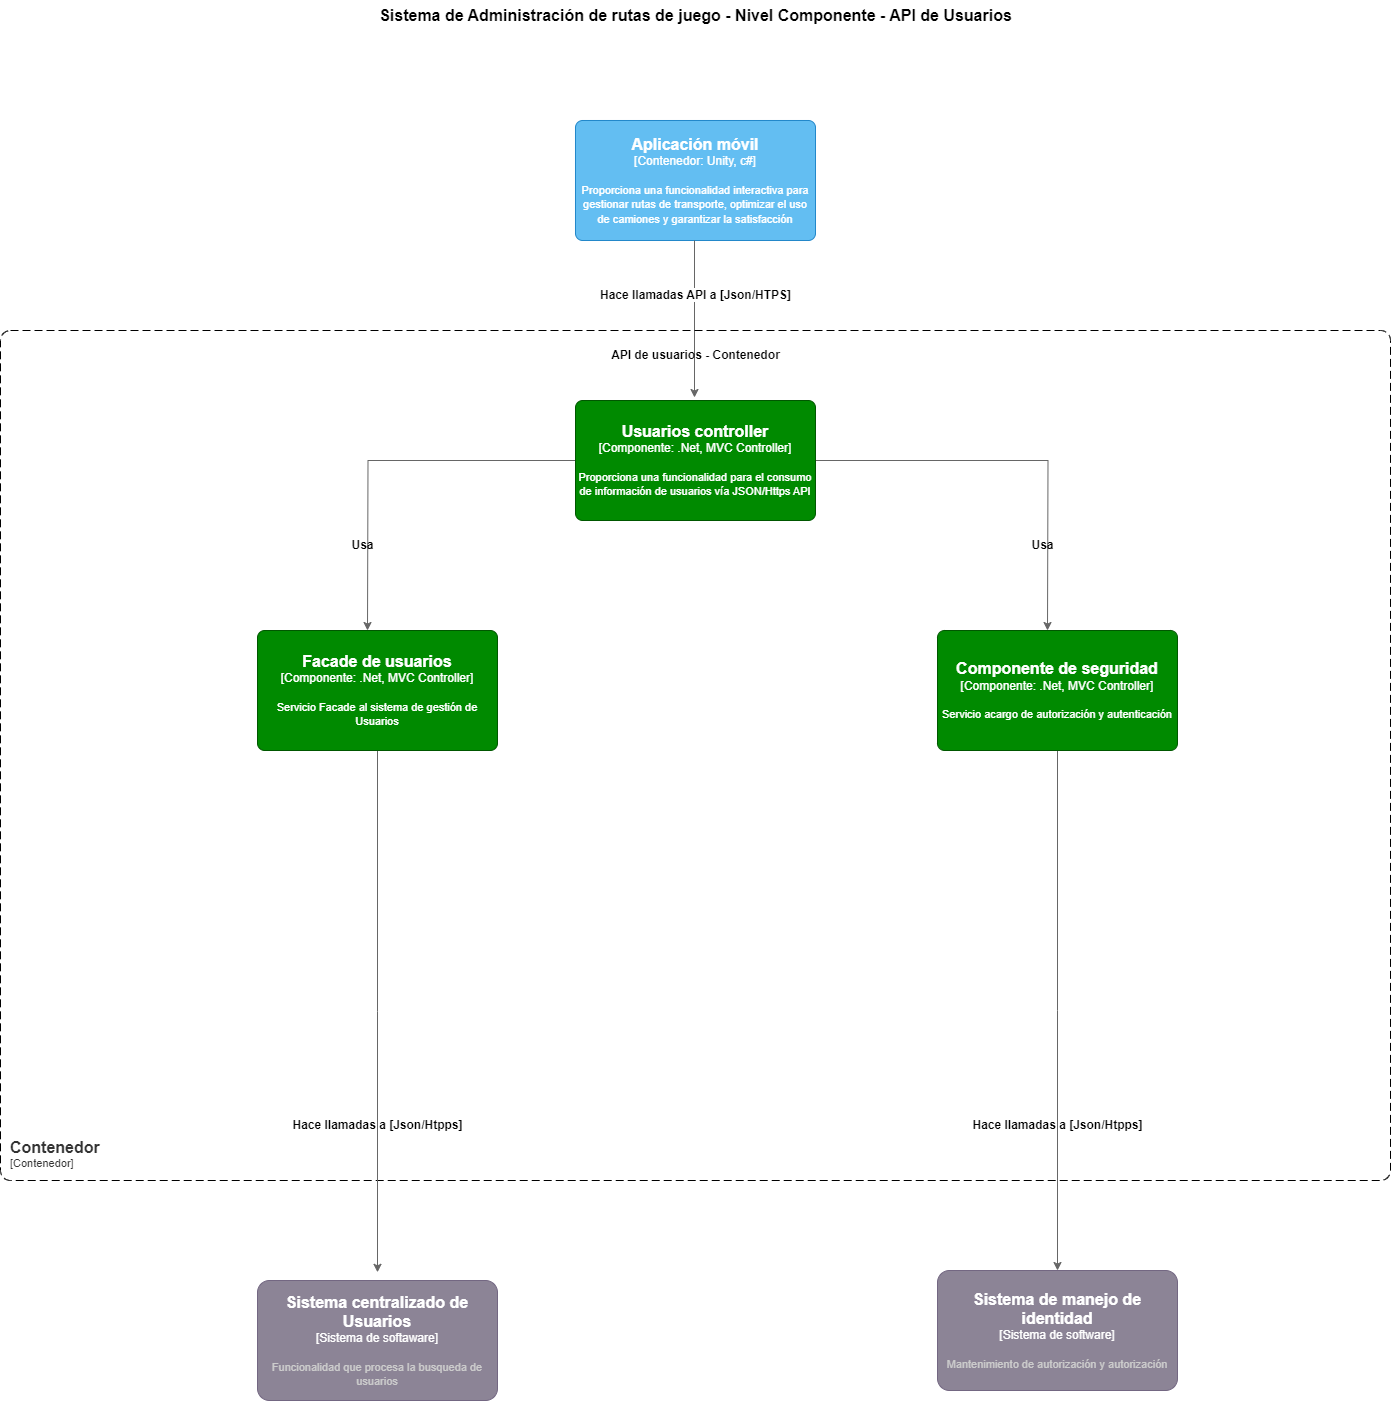 Sistema de Administración de rutas de juego - Nivel Componente - API de Usuarios
Aplicación móvil
[Contenedor: Unity, c#]
Proporciona una funcionalidad interactiva para
gestionar rutas de transporte, optimizar el uso
de camiones y garantizar la satisfacción
Hace llamadas API a [Json/HTPS]
API de usuarios - Contenedor
Usuarios controller
[Componente: .Net, MVC Controller]
Proporciona una funcionalidad para el consumo
de información de usuarios vía JSON/Https API
Usa
Usa
Facade de usuarios
[Componente: .Net, MVC Controller]
Servicio Facade al sistema de gestión de
Usuarios
Componente de seguridad
[Componente: .Net, MVC Controller]
Servicio acargo de autorización y autenticación
Hace llamadas a [Json/Htpps]
Hace llamadas a [Json/Htpps]
Contenedor
[Contenedor]
Sistema centralizado de
Usuarios
[Sistema de softaware]
Funcionalidad que procesa la busqueda de
usuarios
Sistema de manejo de
identidad
[Sistema de software]
Mantenimiento de autorización y autorización